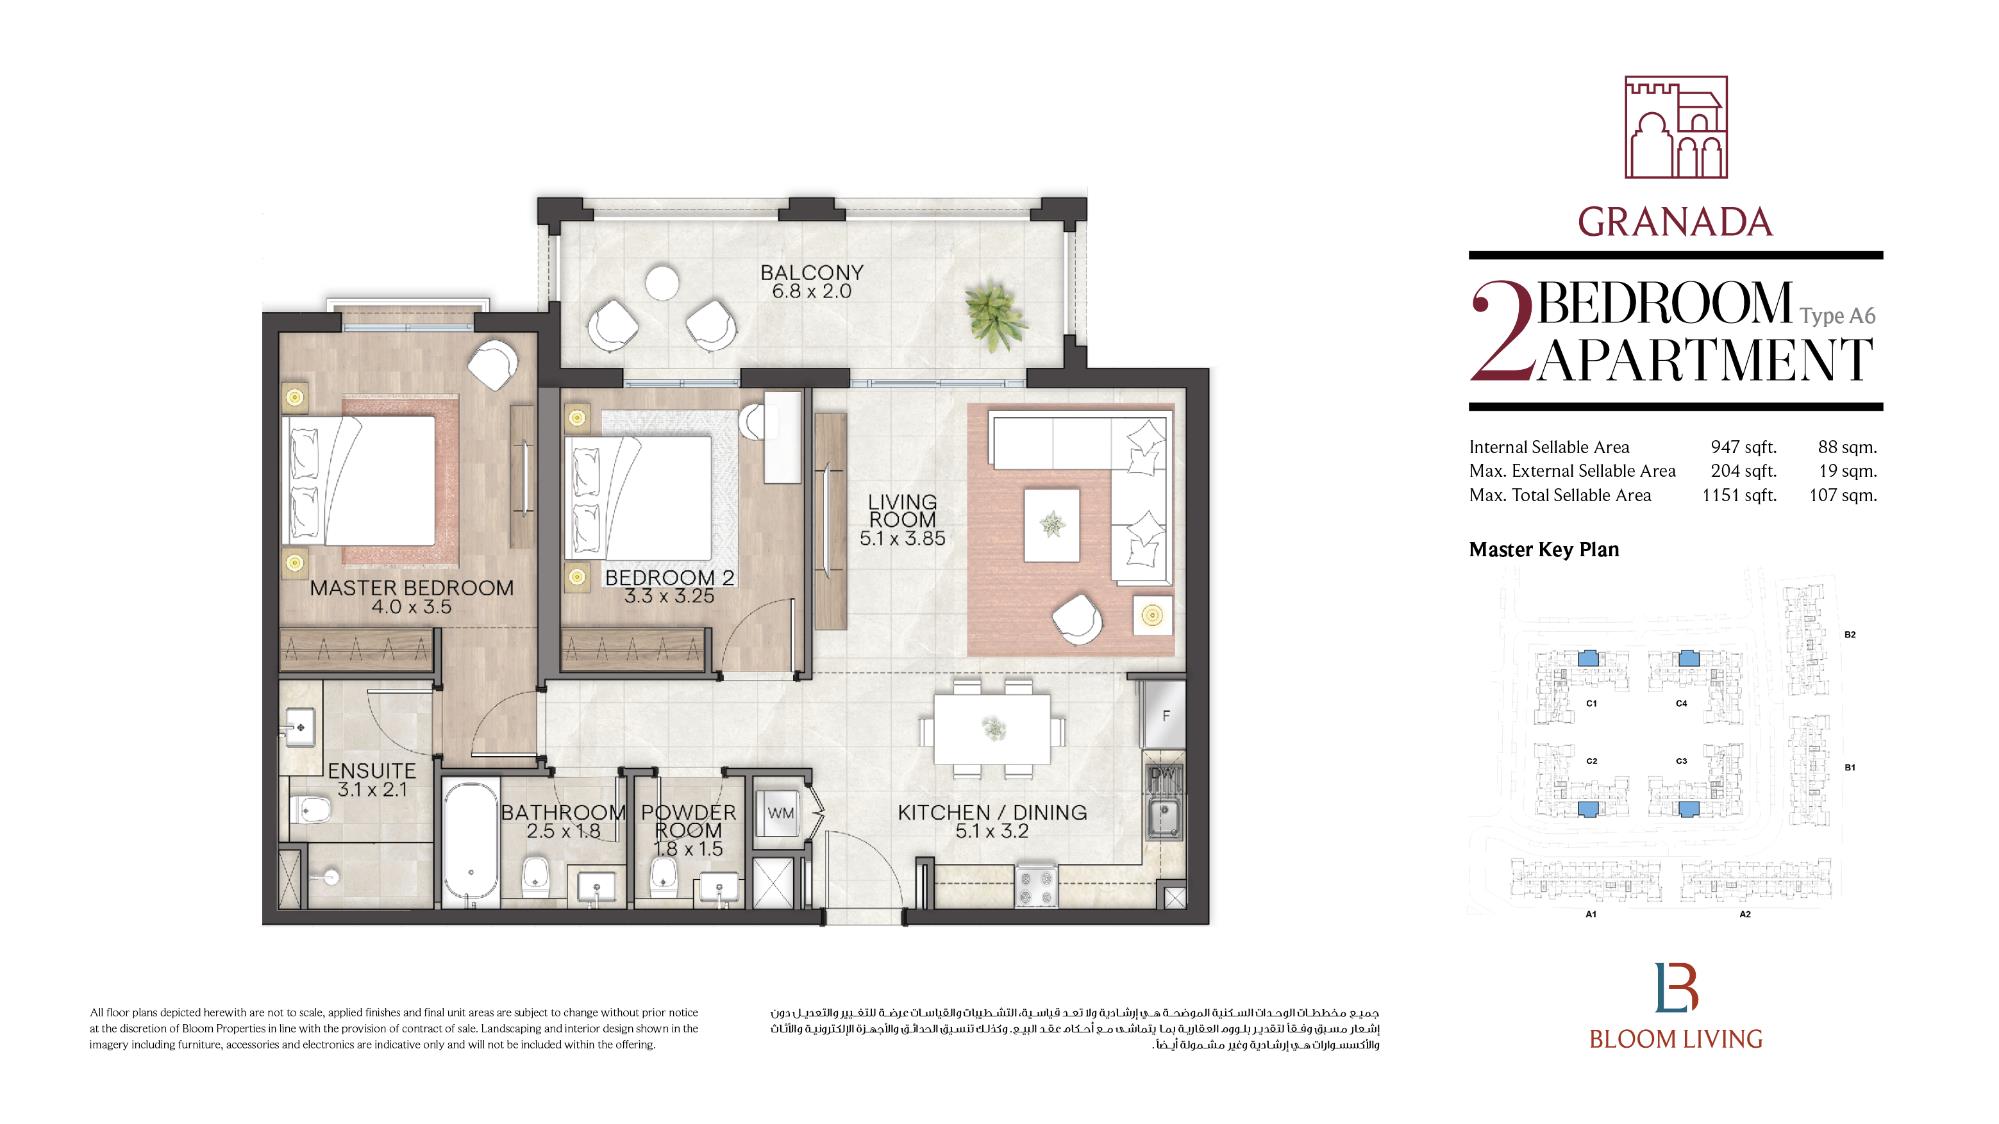 BALCONY
6.8 x 2.0
MASTER BEDROOM
4.0 x 3.5
BEDROOM 2
3.3 x 3.25
LIVING
ROOM
5.1 x 3.85
ENSUITE
3.1 x 2.1
BATHROOM
2.5 x 1.8
POWDER
ROOM
1.8 x 1.5
WM
KITCHEN / DINING
5.1 x 3.2
F
DW
GRANADA
2 BEDROOM Type A6
APARTMENT
Internal Sellable Area 947 sqft. 88 sqm.
Max. External Sellable Area 204 sqft. 19 sqm.
Max. Total Sellable Area 1151 sqft. 107 sqm.
Master Key Plan
B2
C1
C4
C2
C3
B1
A1
A2
BLOOM LIVING
All floor plans depicted herewith are not to scale, applied finishes and final unit areas are subject to change without prior notice
at the discretion of Bloom Properties in line with the provision of contract of sale. Landscaping and interior design shown in the
imagery including furniture, accessories and electronics are indicative only and will not be included within the offering.
جميع مخططات الوحدات السكنية الموضحة هي إرشادية ولا تعد قياسية، التشطيبات والقياسات عرضة للتغيير والتعديل دون
إشعار مسبق وفقاً لتقدير بلووم العقارية بما يتماشى مع أحكام عقد البيع. وكذلك تنسيق الحدائق والأجهزة الإلكترونية والأثاث
والأكسسوارات هي إرشادية وغير مشمولة أيضاً.